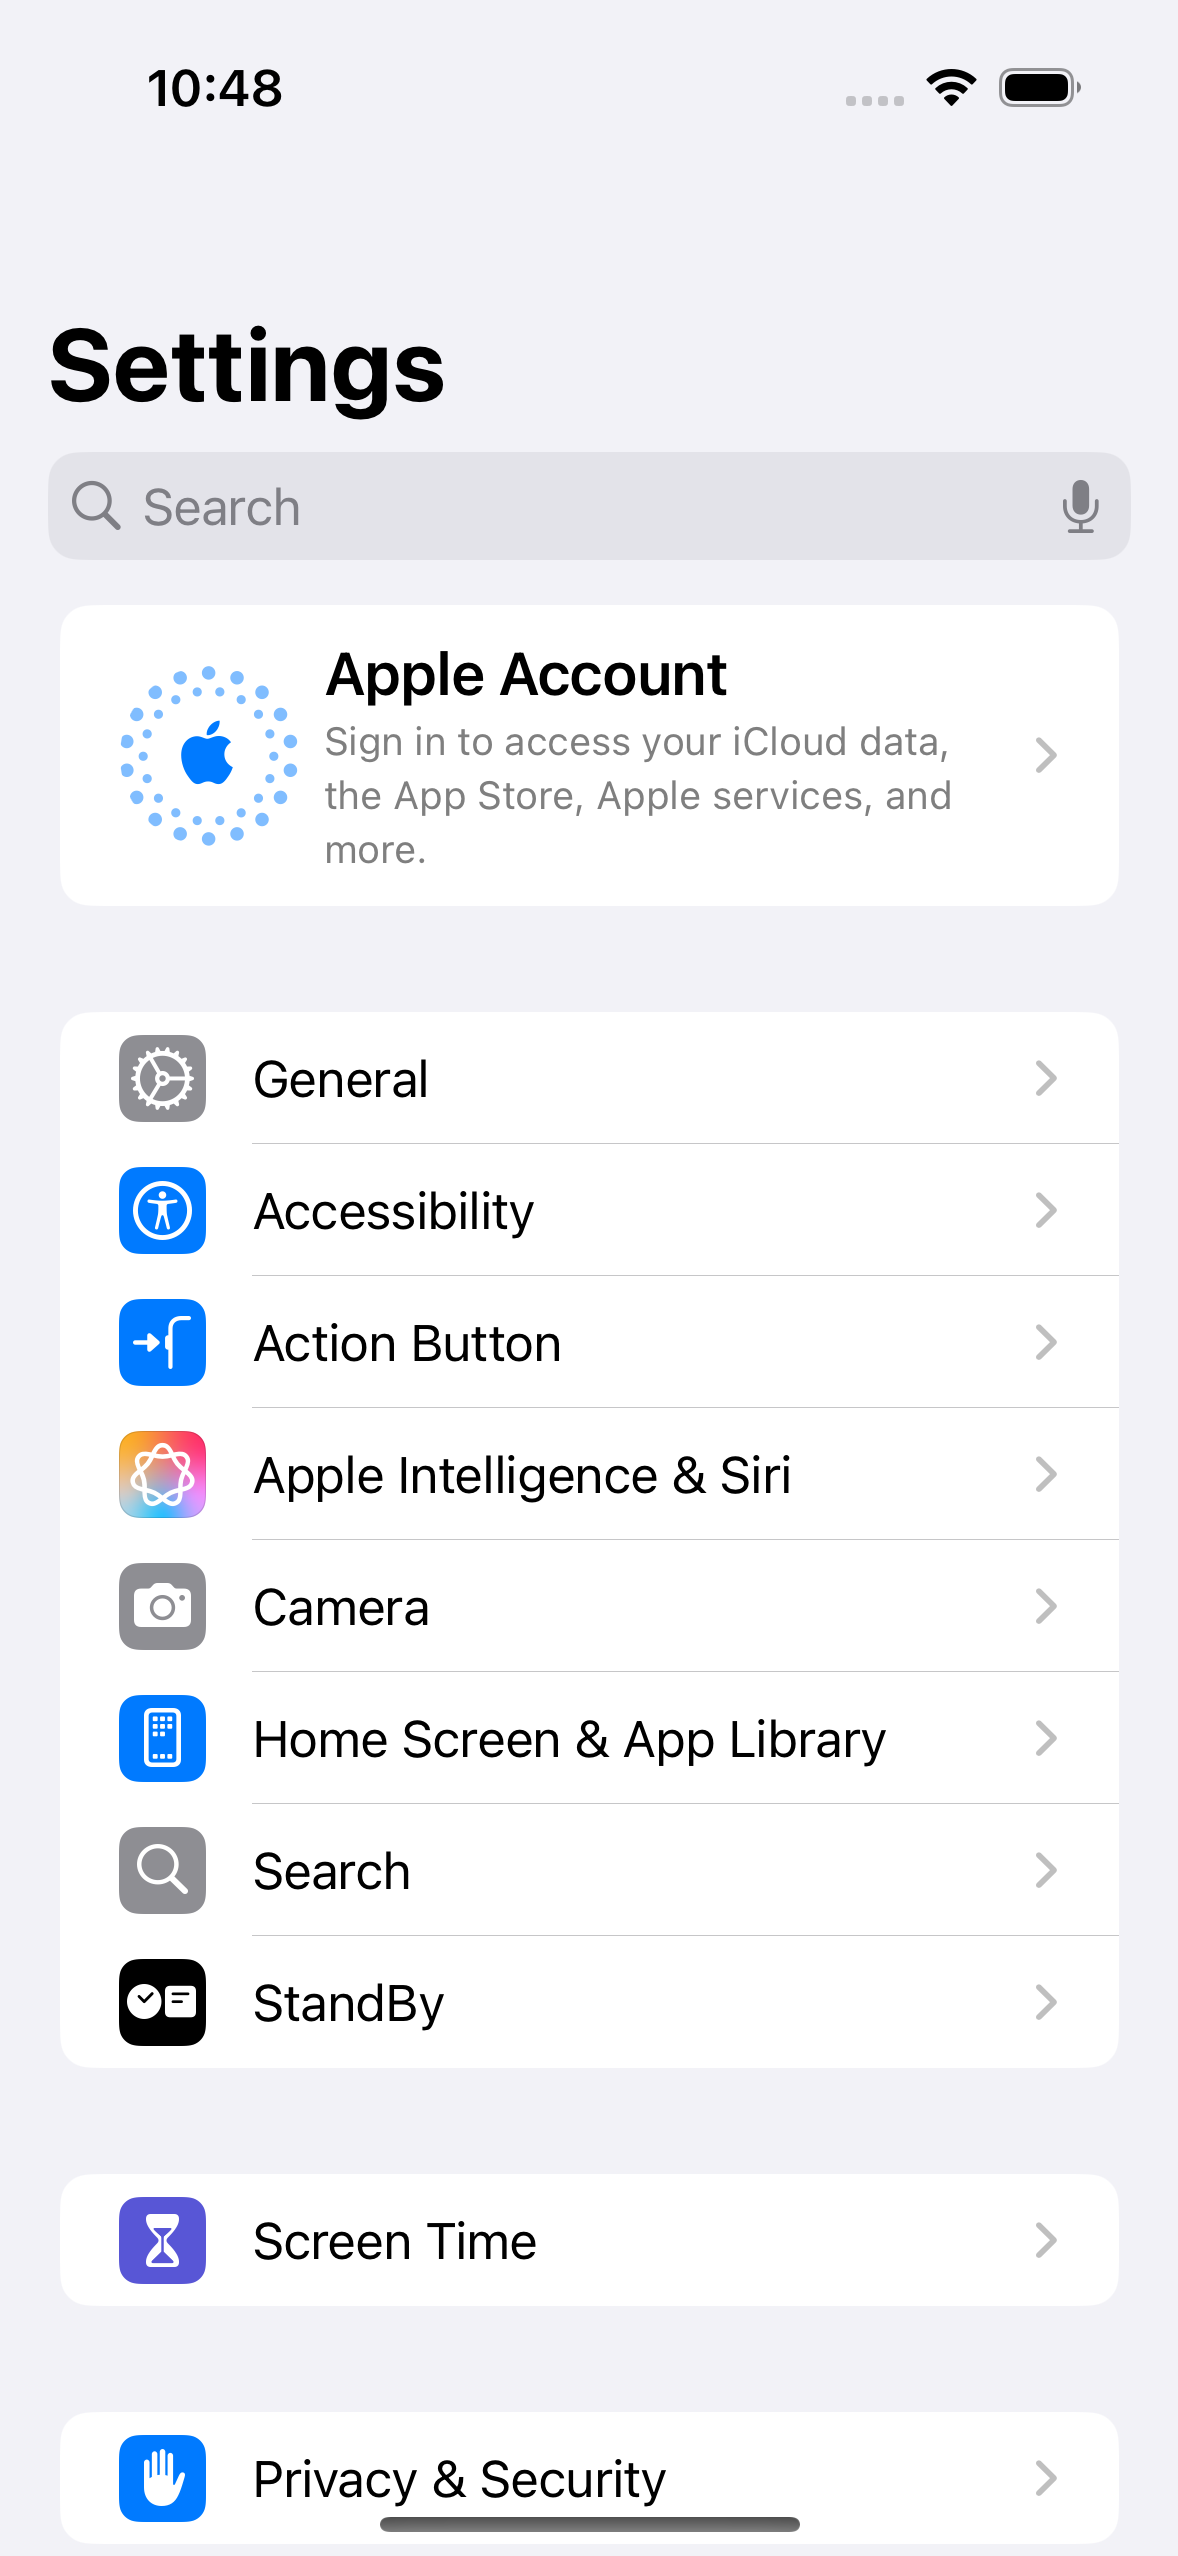 10:48
Settings
Search
Apple Account
Sign in to access your iCloud data,
the App Store, Apple services, and
more.
General
Accessibility
Action Button
Apple Intelligence & Siri
Camera
Home Screen & App Library
Search
StandBy
Screen Time
Privacy & Security